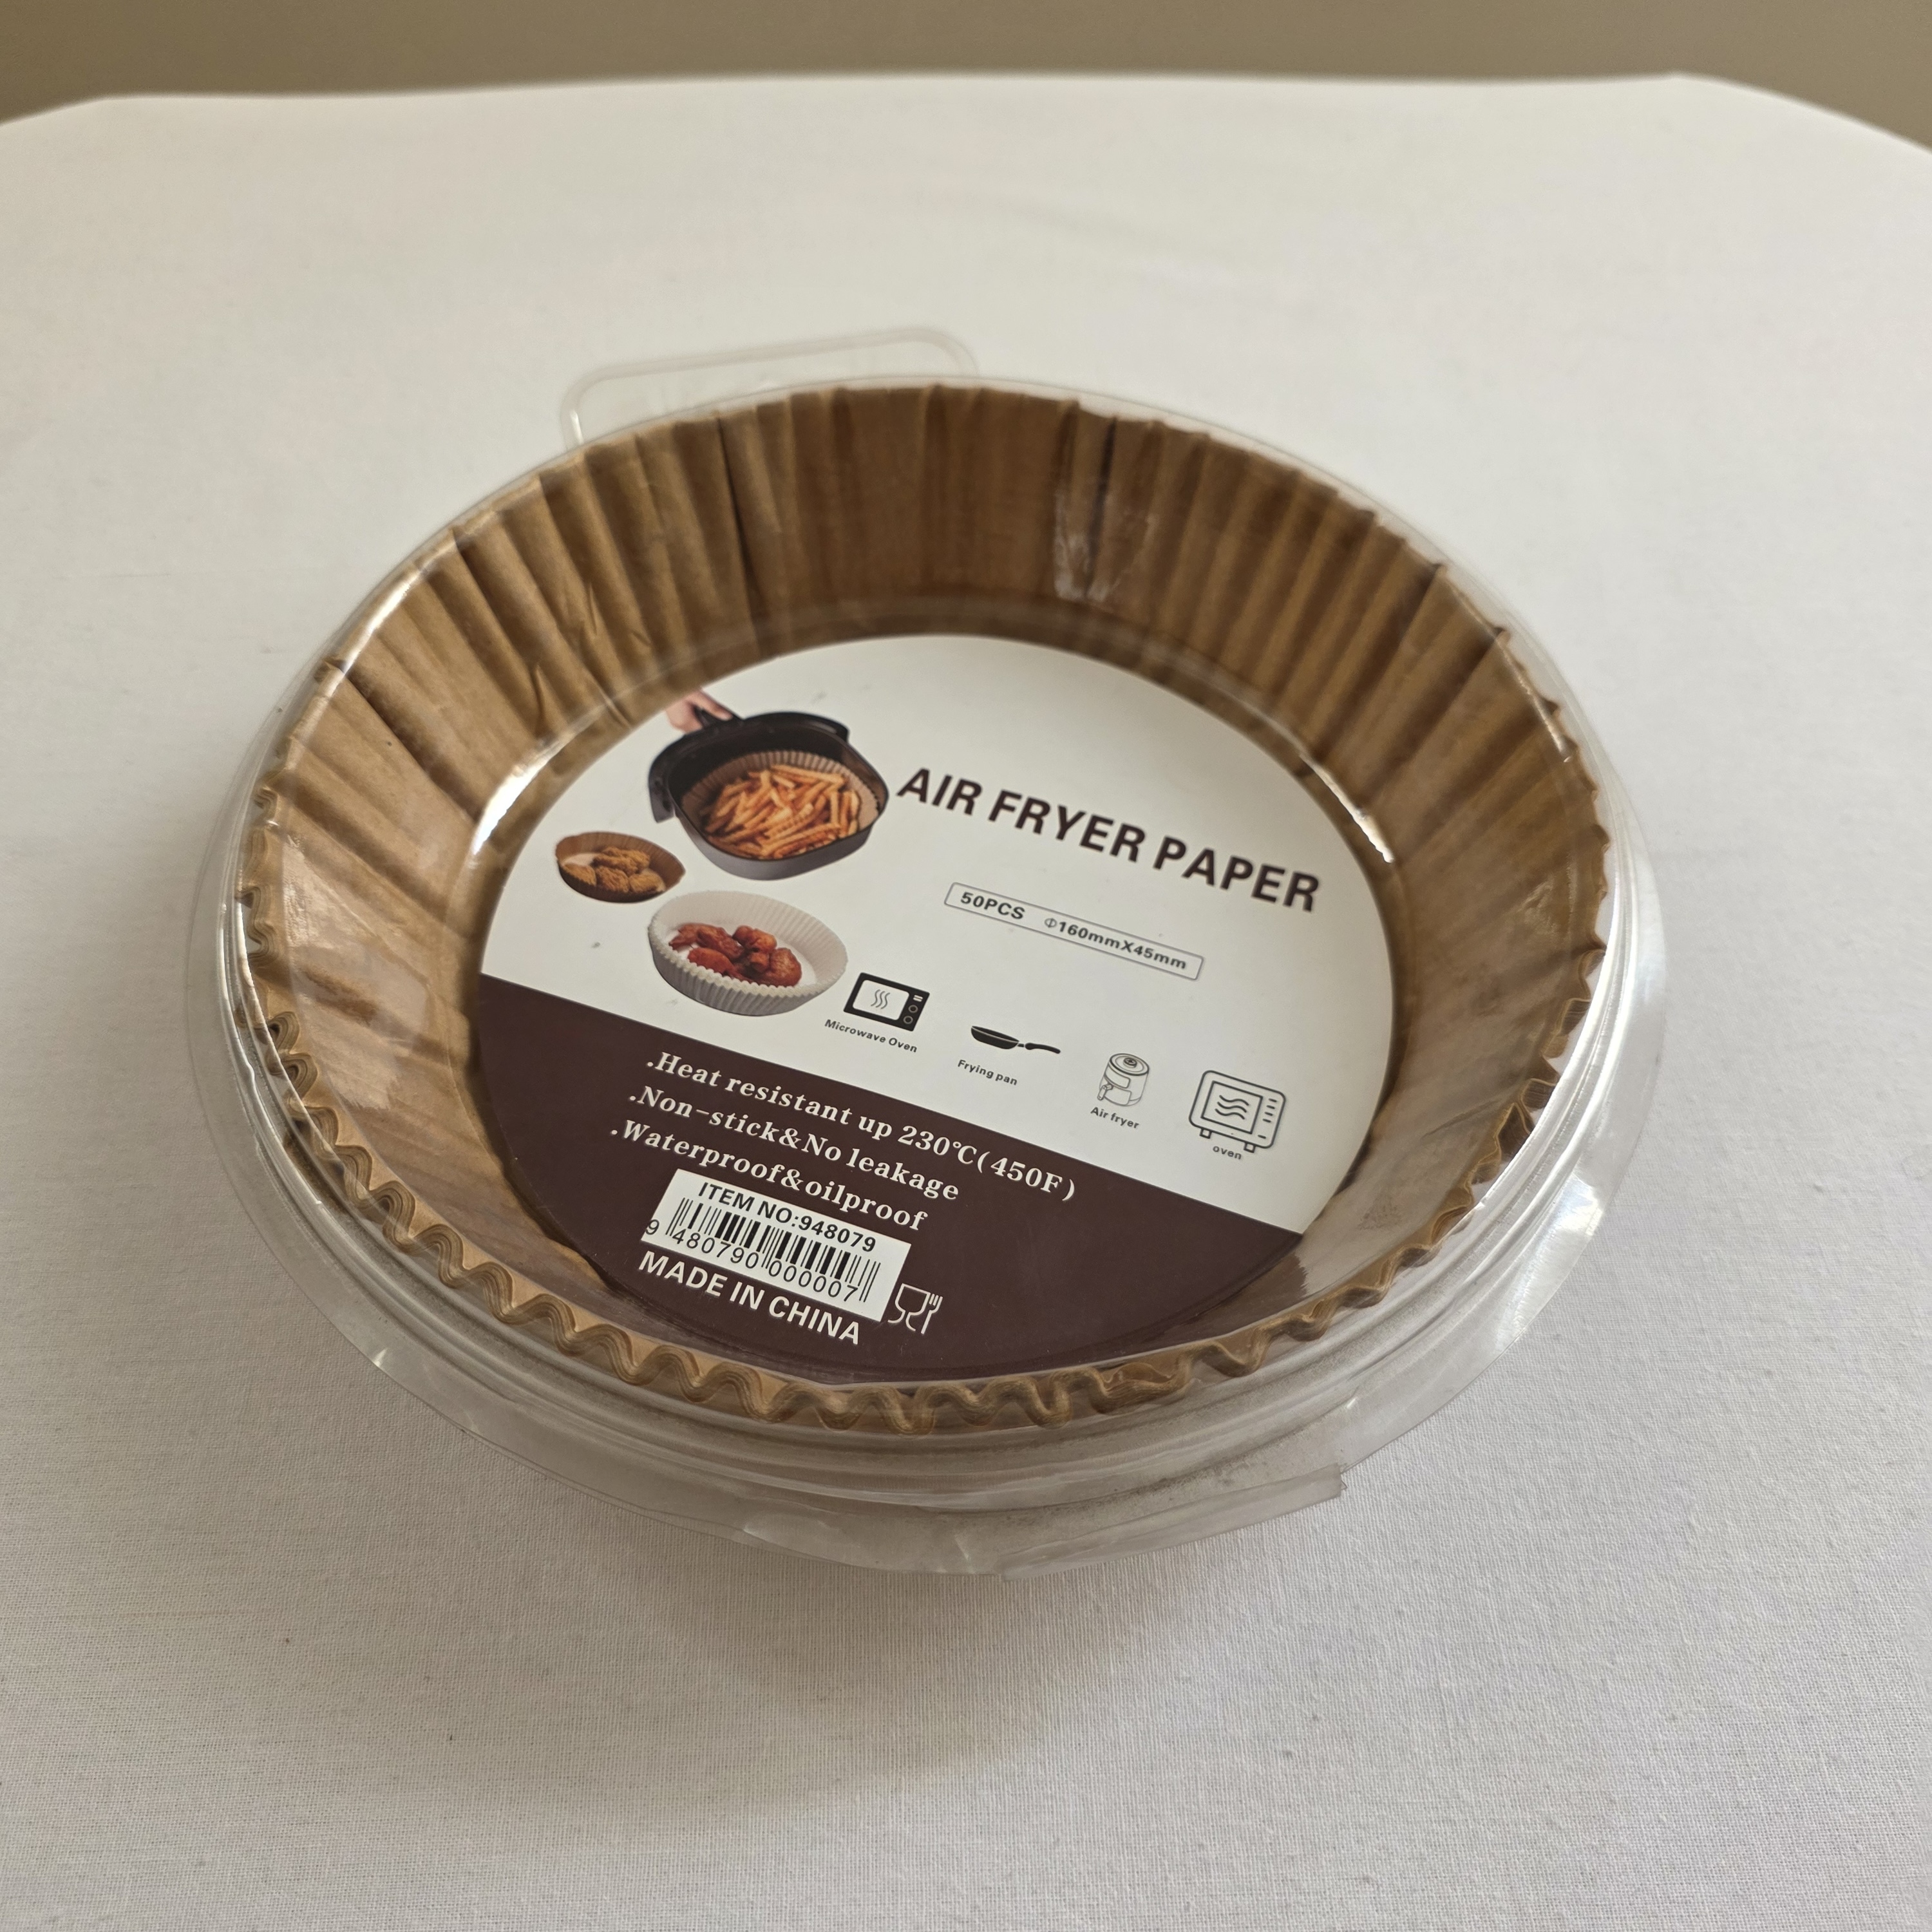 AIR FRYER PAPER
50PCS Φ160mmX45mm
Microwave Oven
Frying pan
Air fryer
oven
.Heat resistant up 230℃(450F)
.Non-stick&No leakage
.Waterproof&oilproof
ITEM NO:948079
9 480790 000007
MADE IN CHINA